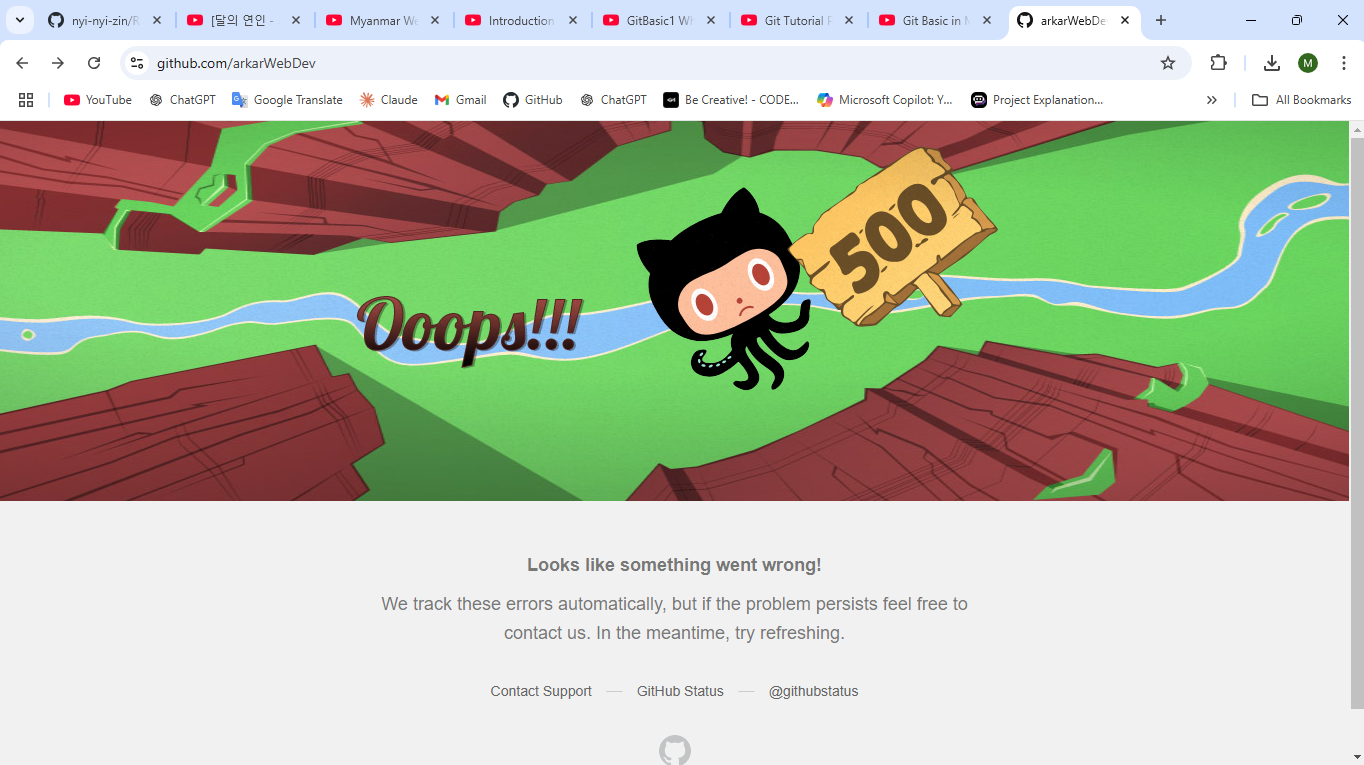 nyi-nyi-zin/R
[달의 연인 -
Myanmar We
Introduction
GitBasic1 Wh
Git Tutorial P
Git Basic in M
arkarWebDe
github.com/arkarWebDev
M
YouTube
ChatGPT
Google Translate
Claude
Gmail
GitHub
ChatGPT
Be Creative! - CODE...
Microsoft Copilot: Y...
Project Explanation...
All Bookmarks
500
Ooops!!!
Looks like something went wrong!
We track these errors automatically, but if the problem persists feel free to
contact us. In the meantime, try refreshing.
Contact Support — GitHub Status — @githubstatus